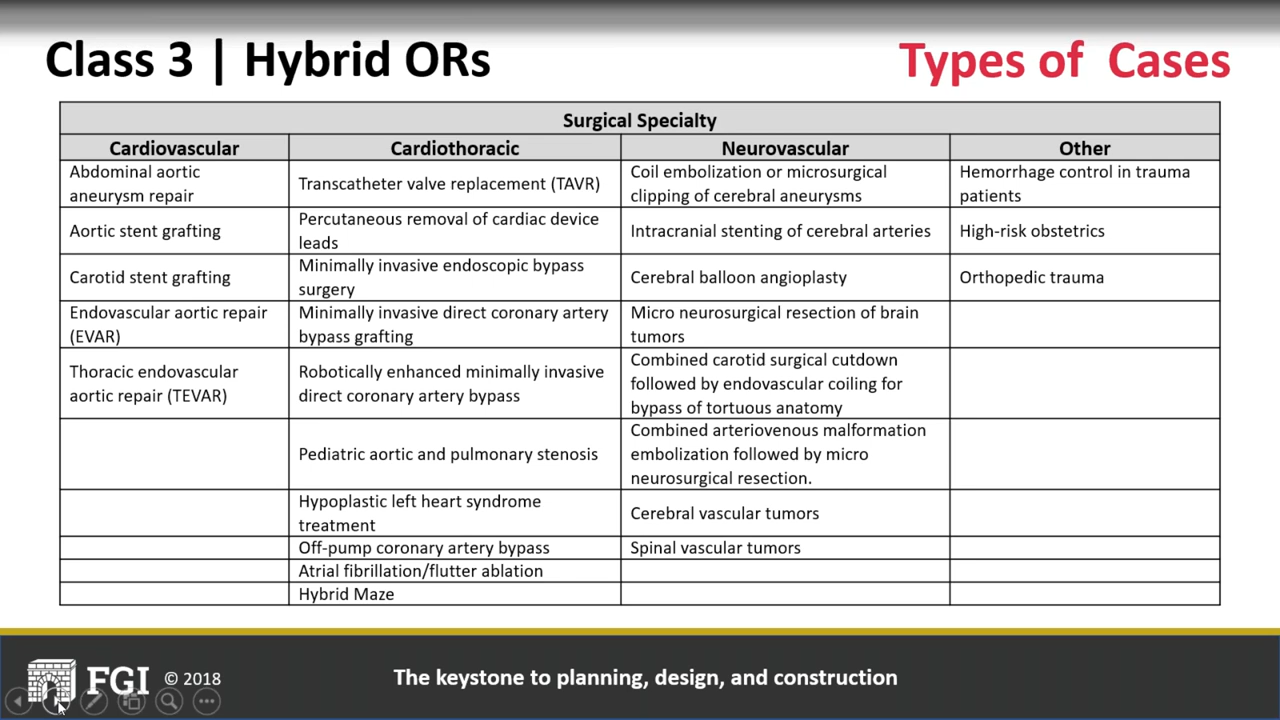 Class 3 | Hybrid ORs
Types of Cases
Surgical Specialty
Cardiovascular
Cardiothoracic
Neurovascular
Other
Abdominal aortic
aneurysm repair
Transcatheter valve replacement (TAVR)
Coil embolization or microsurgical
clipping of cerebral aneurysms
Hemorrhage control in trauma
patients
Aortic stent grafting
Percutaneous removal of cardiac device
leads
Intracranial stenting of cerebral arteries
High-risk obstetrics
Carotid stent grafting
Minimally invasive endoscopic bypass
surgery
Cerebral balloon angioplasty
Orthopedic trauma
Endovascular aortic repair
(EVAR)
Minimally invasive direct coronary artery
bypass grafting
Micro neurosurgical resection of brain
tumors
Thoracic endovascular
aortic repair (TEVAR)
Robotically enhanced minimally invasive
direct coronary artery bypass
Combined carotid surgical cutdown
followed by endovascular coiling for
bypass of tortuous anatomy
Pediatric aortic and pulmonary stenosis
Combined arteriovenous malformation
embolization followed by micro
neurosurgical resection.
Hypoplastic left heart syndrome
treatment
Cerebral vascular tumors
Off-pump coronary artery bypass
Spinal vascular tumors
Atrial fibrillation/flutter ablation
Hybrid Maze
FGI © 2018
The keystone to planning, design, and construction